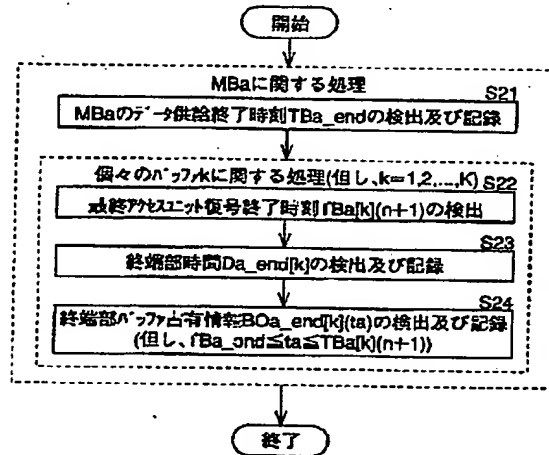 開始
MBaに関する処理
S21
MBaのデータ供給終了時刻TBa_endの検出及び記録
個々のバッファkに関する処理(但し、k=1,2,...,K)
S22
最終アクセスユニット復号終了時刻TBa[k](n+1)の検出
S23
終端部時間Da_end[k]の検出及び記録
S24
終端部バッファ占有情報BOa_end[k](ta)の検出及び記録
(但し、TBa_end≦ta≦TBa[k](n+1))
終了